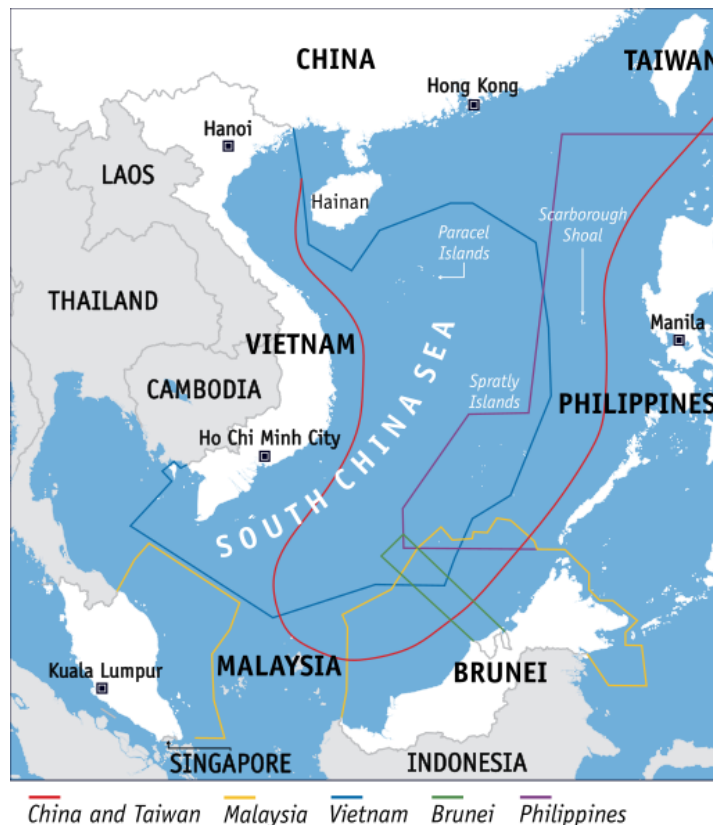 CHINA
TAIWAN
Hong Kong
Hanoi
LAOS
Hainan
Scarborough
Shoal
Paracel
Islands
THAILAND
Manila
VIETNAM
CAMBODIA
Spratly
Islands
PHILIPPINES
Ho Chi Minh City
SOUTH CHINA SEA
MALAYSIA
BRUNEI
Kuala Lumpur
SINGAPORE
INDONESIA
China and Taiwan Malaysia Vietnam Brunei Philippines